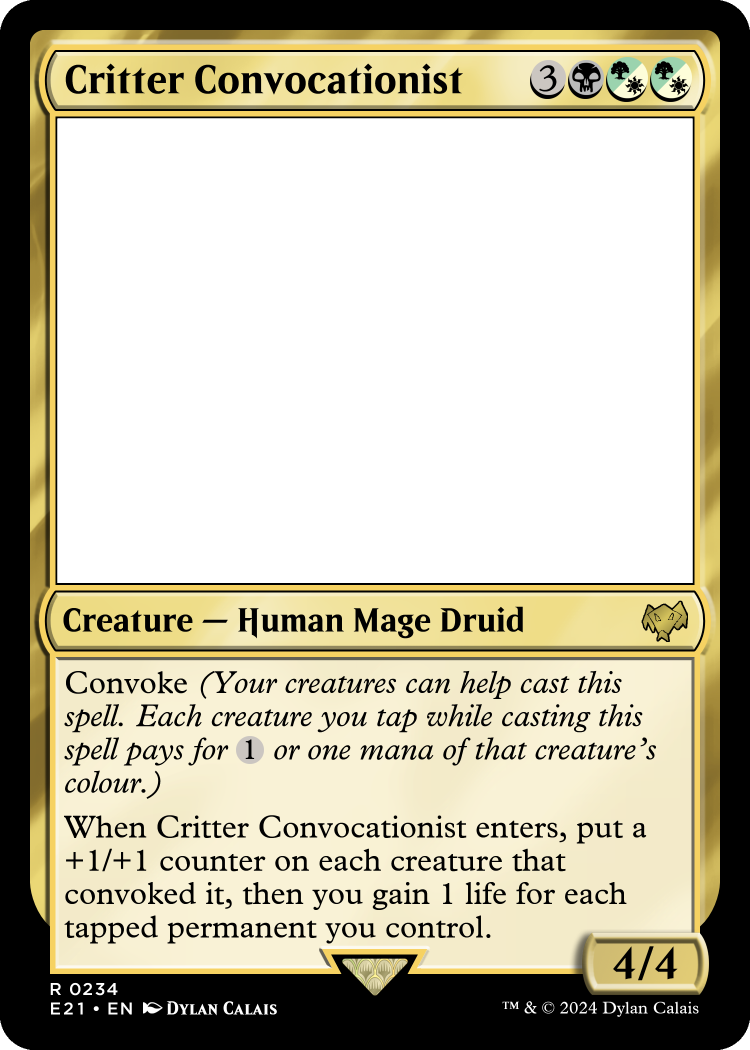 Critter Convocationist 3
Creature — Human Mage Druid
Convoke (Your creatures can help cast this
spell. Each creature you tap while casting this
spell pays for 1 or one mana of that creature's
colour.)
When Critter Convocationist enters, put a
+1/+1 counter on each creature that
convoked it, then you gain 1 life for each
tapped permanent you control.
4/4
R 0234
E21 • EN Dylan Calais
™ & © 2024 Dylan Calais